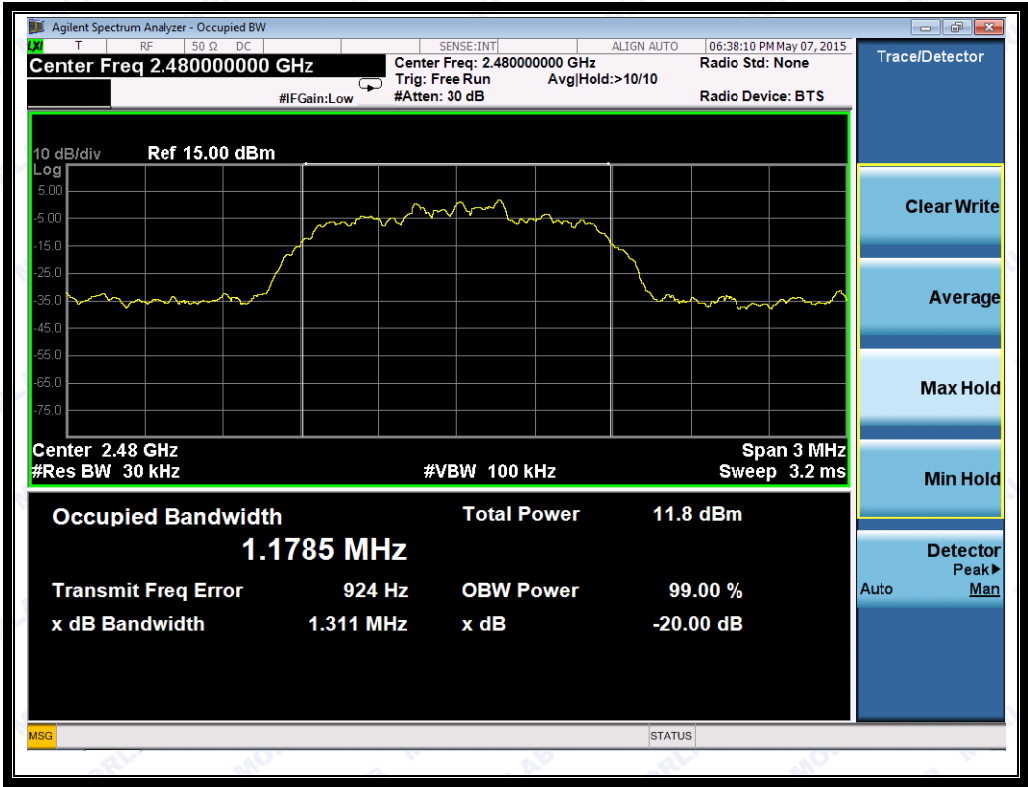 Agilent Spectrum Analyzer - Occupied BW
LXI T RF 50 Ω DC SENSE:INT ALIGN AUTO 06:38:10 PM May 07, 2015
Center Freq 2.480000000 GHz
Center Freq: 2.480000000 GHz
Radio Std: None
Trig: Free Run Avg|Hold:>10/10
#IFGain:Low
#Atten: 30 dB
Radio Device: BTS
Trace/Detector
10 dB/div Ref 15.00 dBm
Log
5.00
-5.00
-15.0
-25.0
-35.0
-45.0
-55.0
-65.0
-75.0
Center 2.48 GHz Span 3 MHz
#Res BW 30 kHz #VBW 100 kHz Sweep 3.2 ms
Occupied Bandwidth Total Power 11.8 dBm
1.1785 MHz
Transmit Freq Error 924 Hz OBW Power 99.00 %
x dB Bandwidth 1.311 MHz x dB -20.00 dB
Clear Write
Average
Max Hold
Min Hold
Detector
Peak▶
Auto Man
MSG STATUS